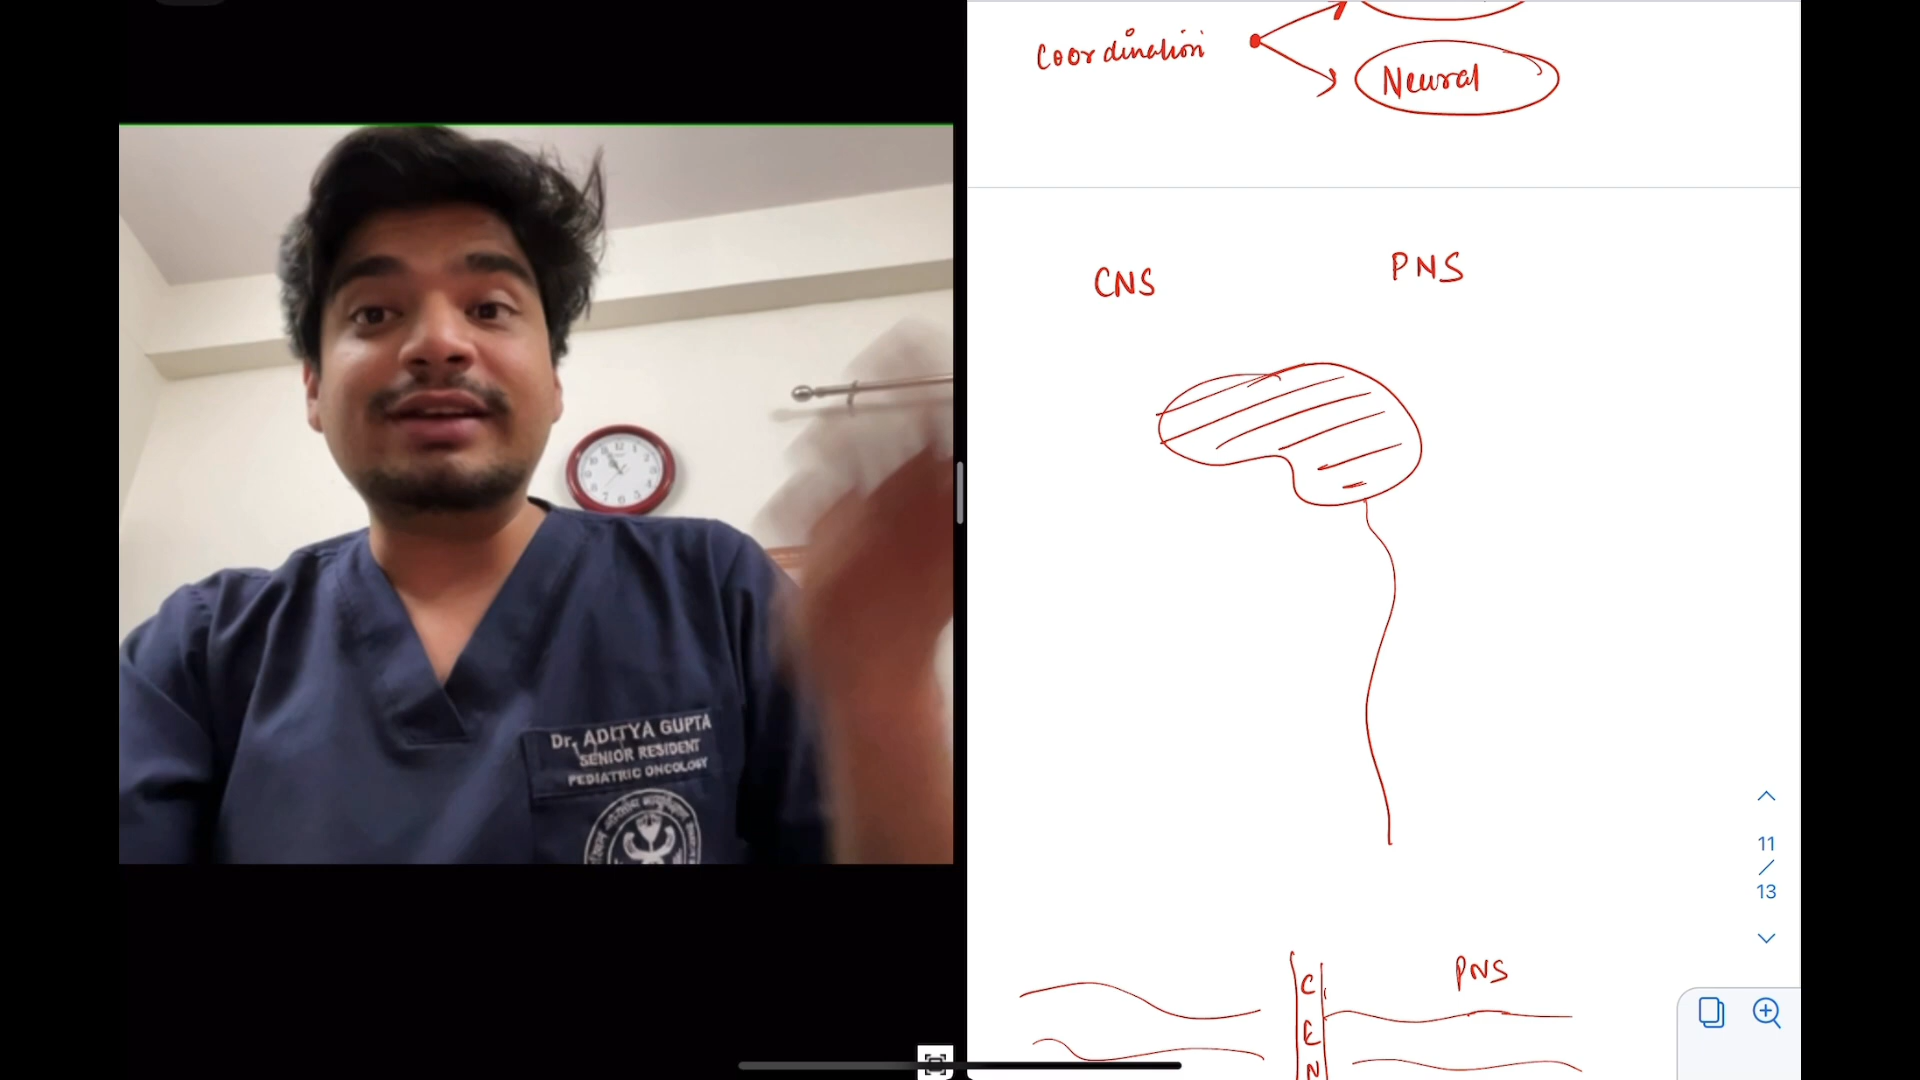 Dr. ADITYA GUPTA
SENIOR RESIDENT
PEDIATRIC ONCOLOGY
Coordination
Neural
CNS
PNS
PNS
C
E
N
11
/
13